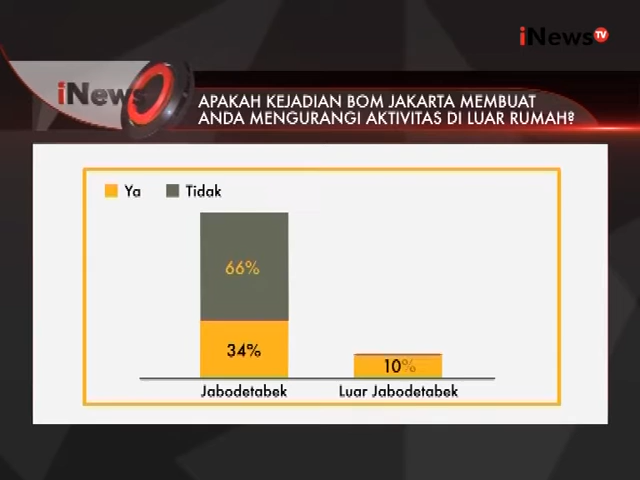 iNews TV
iNews
APAKAH KEJADIAN BOM JAKARTA MEMBUAT
ANDA MENGURANGI AKTIVITAS DI LUAR RUMAH?
Ya Tidak
66%
34%
10%
Jabodetabek Luar Jabodetabek